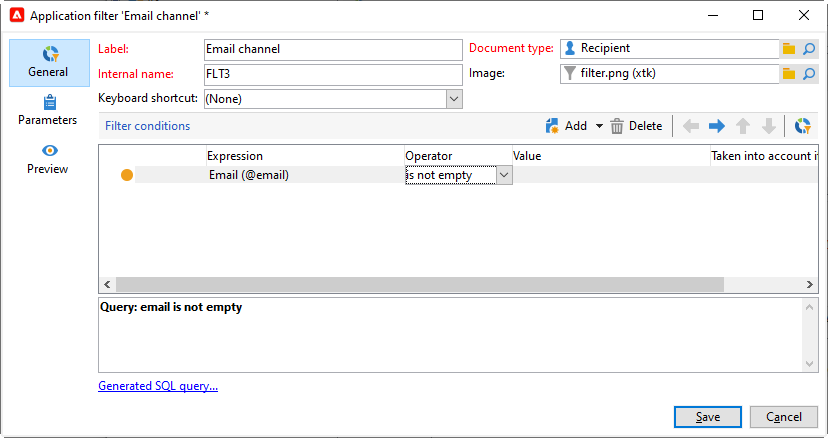 Application filter 'Email channel' *
General
Parameters
Preview
Label: Email channel Document type: Recipient
Internal name: FLT3 Image: filter.png (xtk)
Keyboard shortcut: (None)
Filter conditions Add Delete
Expression Operator Value Taken into account i
Email (@email) is not empty
Query: email is not empty
Generated SQL query...
Save Cancel